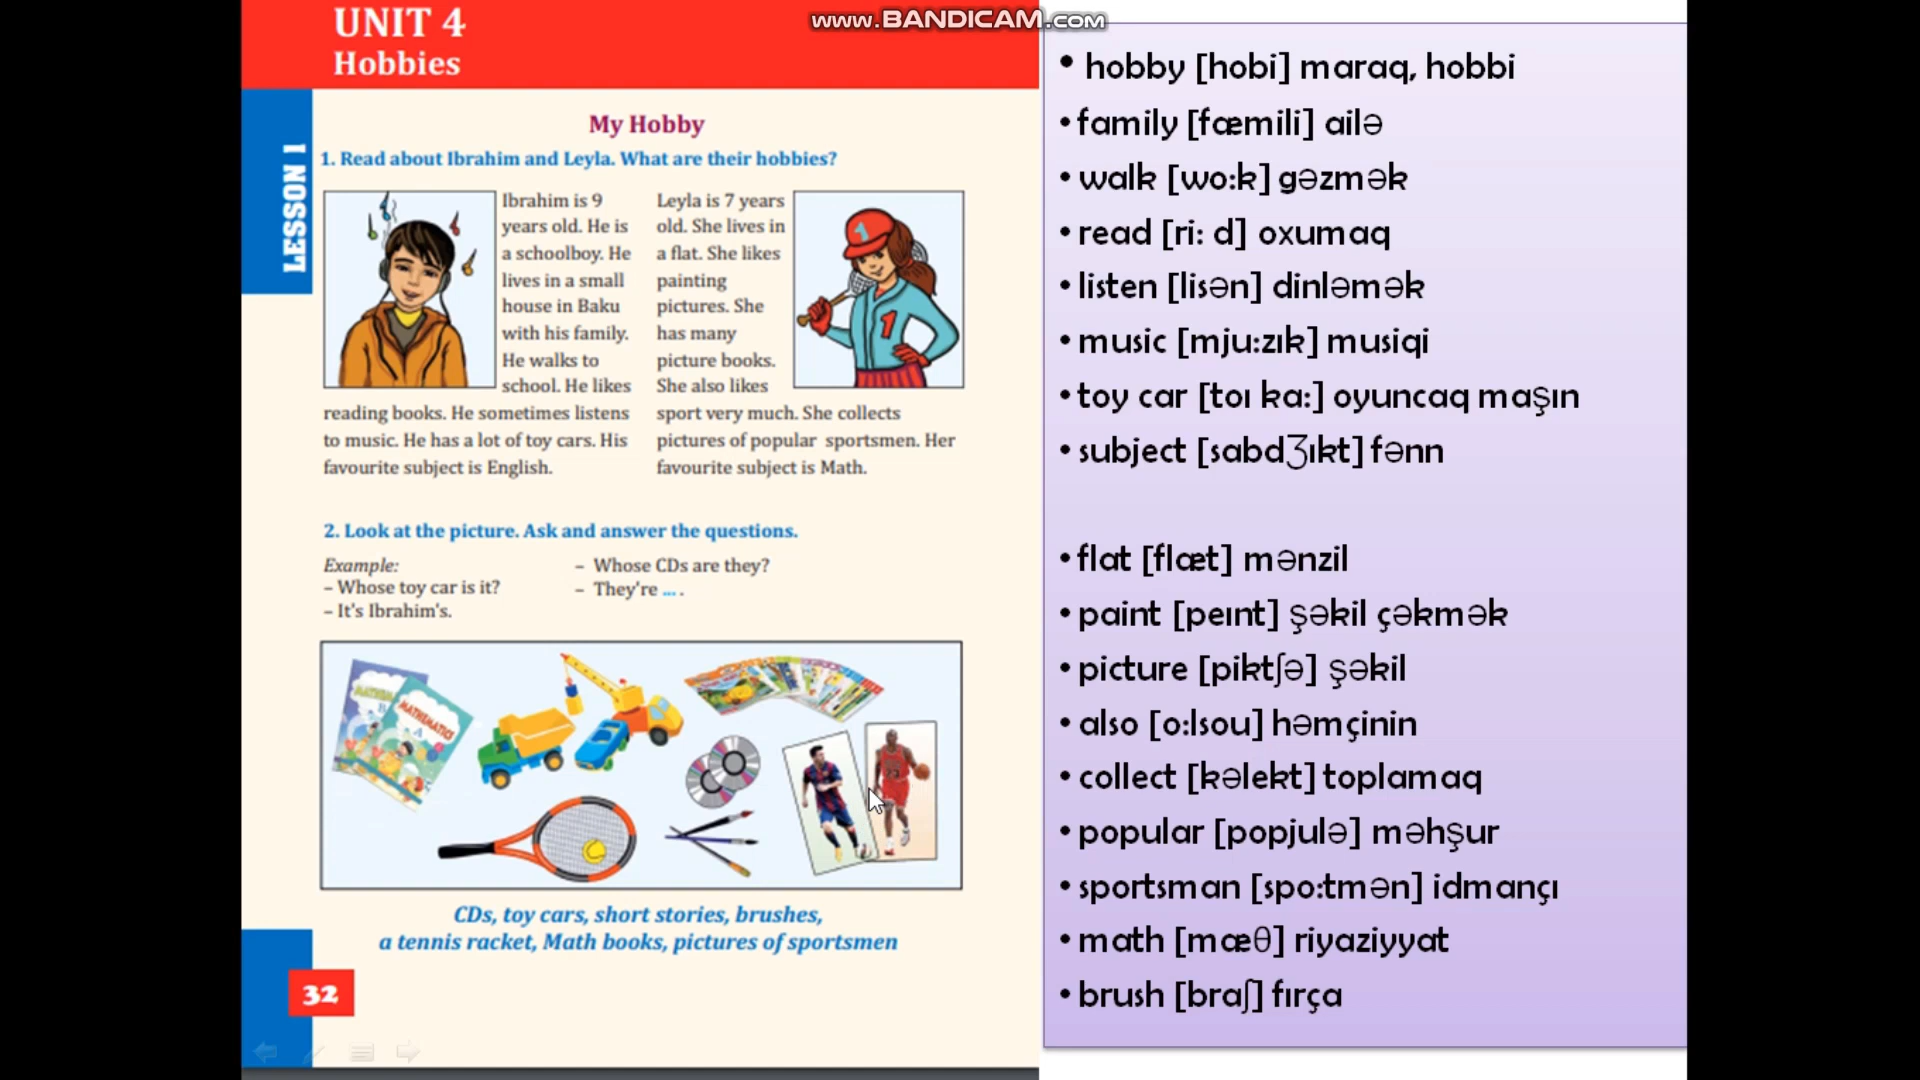 www.BANDICAM.com
UNIT 4
Hobbies
LESSON 1
My Hobby
1. Read about Ibrahim and Leyla. What are their hobbies?
Ibrahim is 9
years old. He is
a schoolboy. He
lives in a small
house in Baku
with his family.
He walks to
school. He likes
reading books. He sometimes listens
to music. He has a lot of toy cars. His
favourite subject is English.
Leyla is 7 years
old. She lives in
a flat. She likes
painting
pictures. She
has many
picture books.
She also likes
sport very much. She collects
pictures of popular sportsmen. Her
favourite subject is Math.
1
1
2. Look at the picture. Ask and answer the questions.
Example:
– Whose toy car is it?
– It's Ibrahim's.
– Whose CDs are they?
– They're ... .
MATHEMATICS
A
CDs, toy cars, short stories, brushes,
a tennis racket, Math books, pictures of sportsmen
32
• hobby [hobi] maraq, hobbi
• family [fæmili] ailə
• walk [wo:k] gəzmək
• read [ri: d] oxumaq
• listen [lisən] dinləmək
• music [mju:zık] musiqi
• toy car [toı ka:] oyuncaq maşın
• subject [sabdʒıkt] fənn
• flat [flæt] mənzil
• paint [peınt] şəkil çəkmək
• picture [piktʃə] şəkil
• also [o:lsou] həmçinin
• collect [kəlekt] toplamaq
• popular [popjulə] məhşur
• sportsman [spo:tmən] idmançı
• math [mæθ] riyaziyyat
• brush [braʃ] fırça